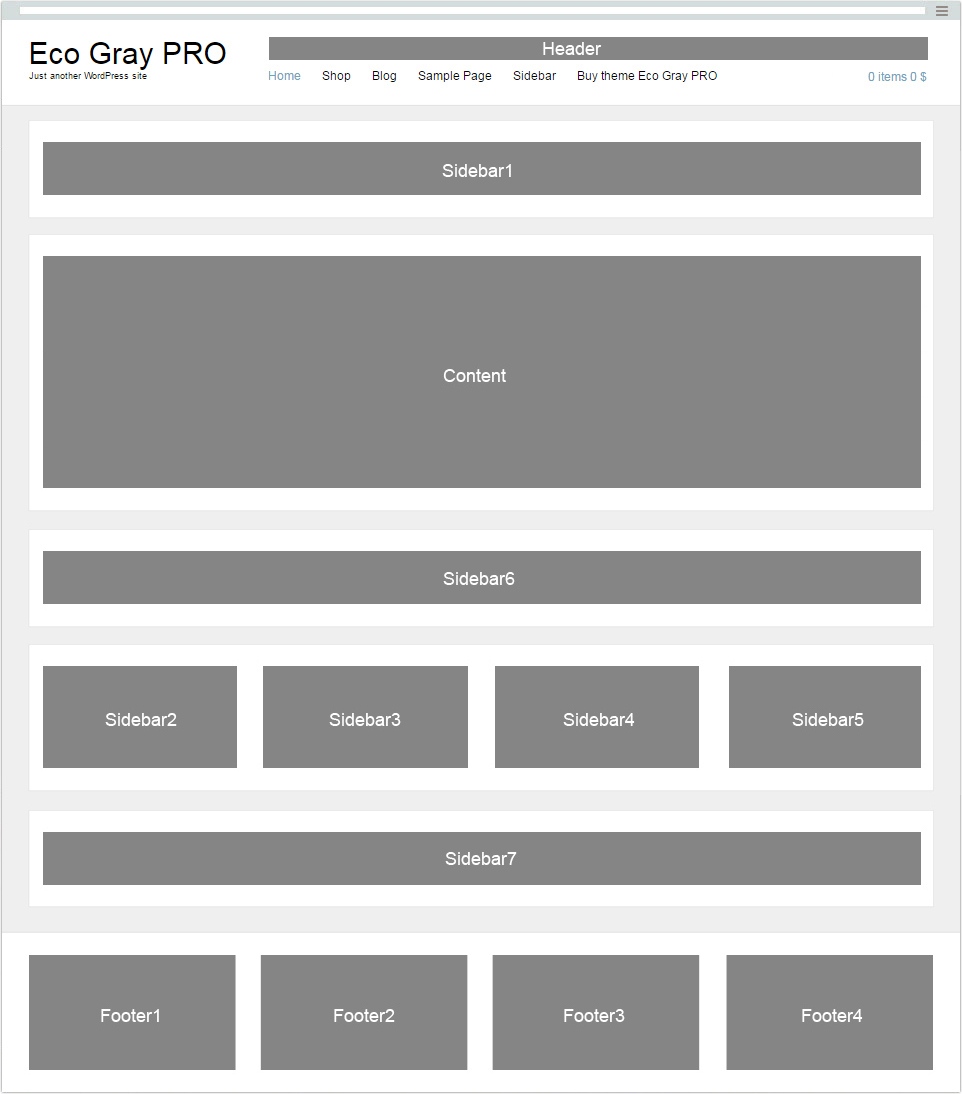 Eco Gray PRO
Just another WordPress site
Header
Home Shop Blog Sample Page Sidebar Buy theme Eco Gray PRO 0 items 0 $
Sidebar1
Content
Sidebar6
Sidebar2 Sidebar3 Sidebar4 Sidebar5
Sidebar7
Footer1 Footer2 Footer3 Footer4